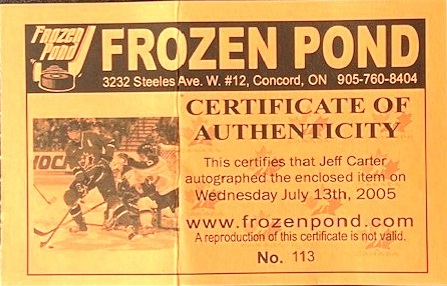 Frozen Pond
FROZEN POND
3232 Steeles Ave. W. #12, Concord, ON 905-760-8404
CERTIFICATE OF
AUTHENTICITY
This certifies that Jeff Carter
autographed the enclosed item on
Wednesday July 13th, 2005
www.frozenpond.com
A reproduction of this certificate is not valid.
No. 113